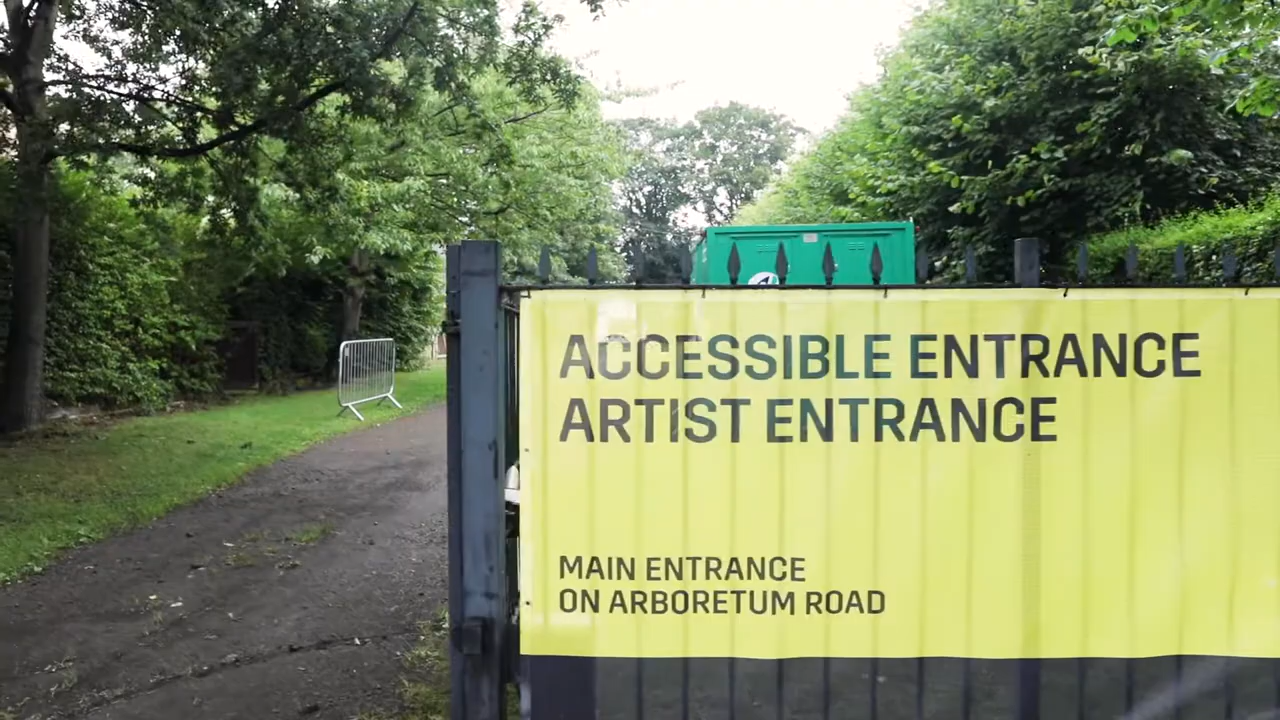 ACCESSIBLE ENTRANCE
ARTIST ENTRANCE
MAIN ENTRANCE
ON ARBORETUM ROAD